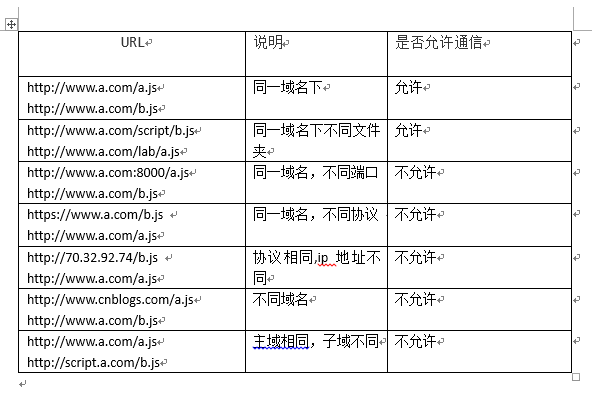 URL 说明 是否允许通信
http://www.a.com/a.js 同一域名下 允许
http://www.a.com/b.js
http://www.a.com/script/b.js 同一域名下不同文件 允许
http://www.a.com/lab/a.js 夹
http://www.a.com:8000/a.js 同一域名，不同端口 不允许
http://www.a.com/b.js
https://www.a.com/b.js 同一域名，不同协议 不允许
http://www.a.com/a.js
http://70.32.92.74/b.js 协议相同,ip 地址不 不允许
http://www.a.com/a.js 同
http://www.cnblogs.com/a.js 不同域名 不允许
http://www.a.com/b.js
http://www.a.com/a.js 主域相同，子域不同 不允许
http://script.a.com/b.js